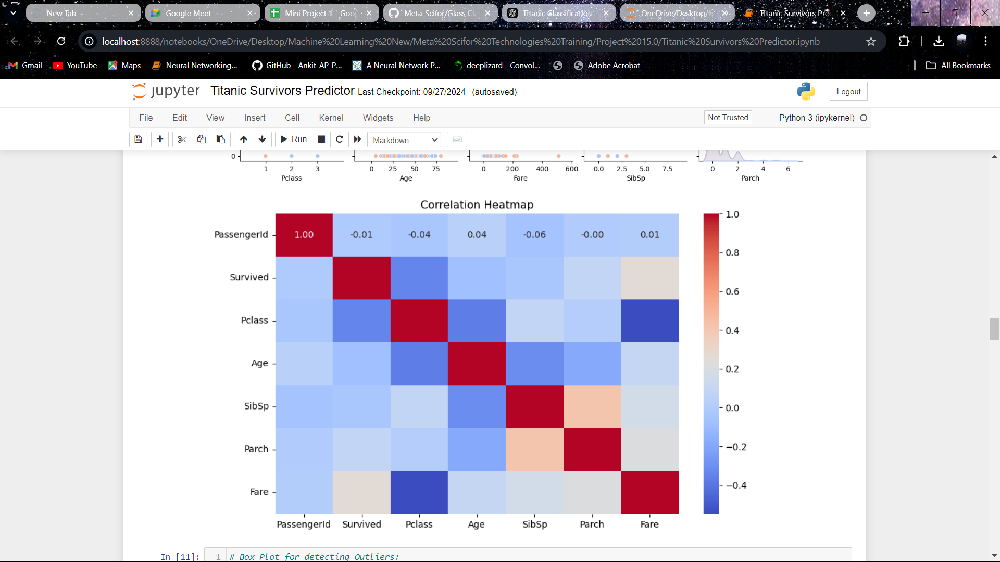 New Tab
Google Meet
Mini Project 1 - Goo
Meta-Scifor/Glass Cl
Titanic Classification
OneDrive/Desktop/
Titanic Survivors Pre
localhost:8888/notebooks/OneDrive/Desktop/Machine%20Learning%20New/Meta%20Scifor%20Technologies%20Training/Project%2015.0/Titanic%20Survivors%20Predictor.ipynb
Gmail YouTube Maps Neural Networking... GitHub - Ankit-AP-P... A Neural Network P... deeplizard - Convol... Adobe Acrobat All Bookmarks
jupyter Titanic Survivors Predictor Last Checkpoint: 09/27/2024 (autosaved) Logout
File Edit View Insert Cell Kernel Widgets Help Not Trusted Python 3 (ipykernel)
Run Markdown
0
1 2 3 0 25 50 75 0 200 400 600 0.0 2.5 5.0 7.5 0 2 4 6
Pclass Age Fare SibSp Parch
Correlation Heatmap
PassengerId 1.00 -0.01 -0.04 0.04 -0.06 -0.00 0.01
Survived
Pclass
Age
SibSp
Parch
Fare
PassengerId Survived Pclass Age SibSp Parch Fare
1.0
0.8
0.6
0.4
0.2
0.0
−0.2
−0.4
In [11]: 1 # Box Plot for detecting Outliers: